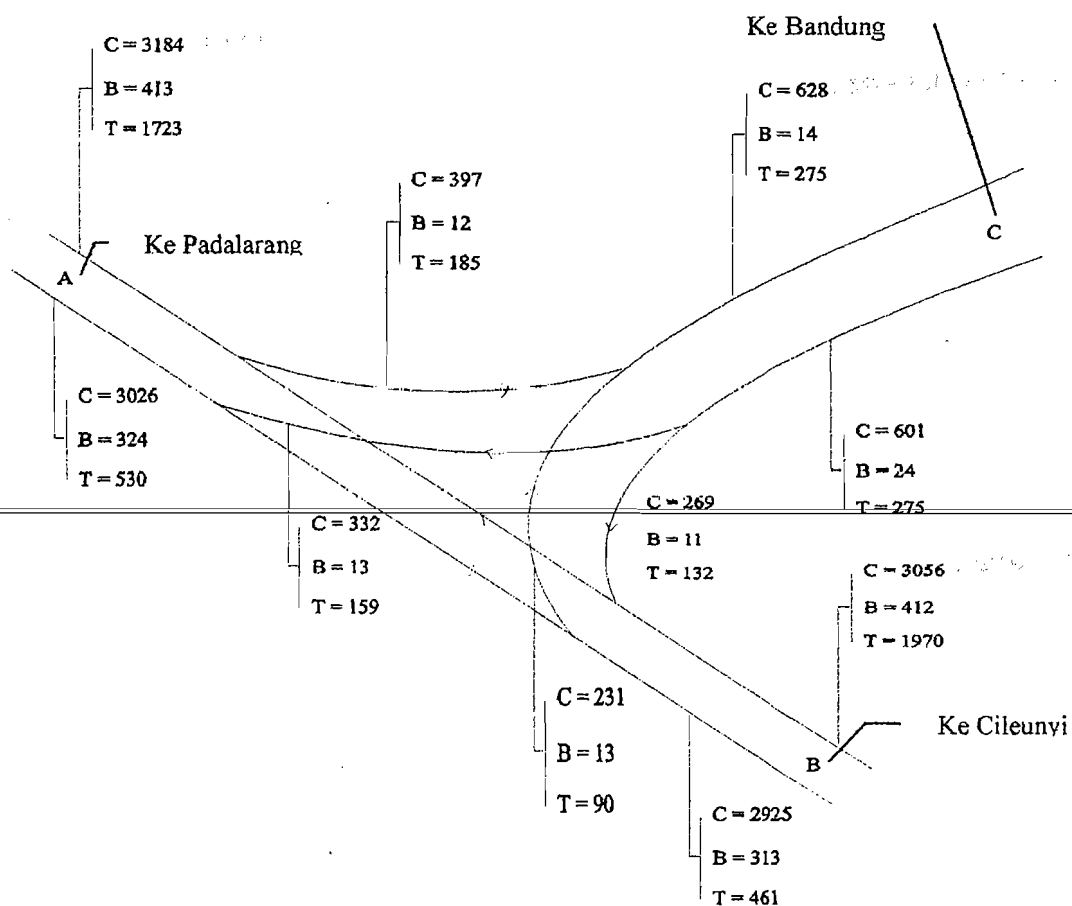 Ke Bandung
C = 3184
B = 413
T = 1723
C = 628
B = 14
T = 275
C = 397
B = 12
T = 185
C
Ke Padalarang
A
C = 3026
B = 324
T = 530
C = 601
B = 24
T = 275
C = 269
B = 11
T = 132
C = 332
B = 13
T = 159
C = 3056
B = 412
T = 1970
C = 231
B = 13
T = 90
Ke Cileunyi
B
C = 2925
B = 313
T = 461